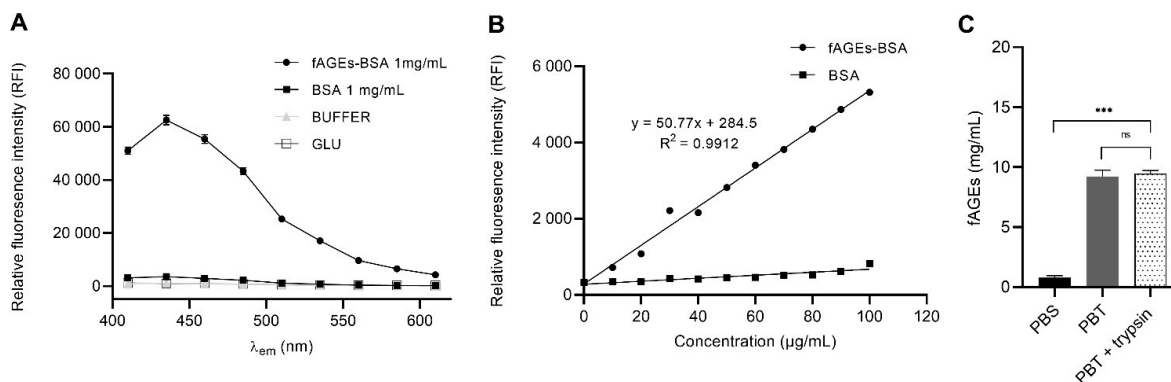 A
Relative fluorescence intensity (RFI)
80 000
60 000
40 000
20 000
0
400
450
500
550
600
λem (nm)
fAGEs-BSA 1mg/mL
BSA 1 mg/mL
BUFFER
GLU
B
Relative fluoresence intensity (RFI)
6 000
4 000
2 000
0
0
20
40
60
80
100
120
Concentration (µg/mL)
fAGEs-BSA
BSA
y = 50.77x + 284.5
R² = 0.9912
C
fAGEs (mg/mL)
20
15
10
5
0
***
ns
PBS
PBT
PBT + trypsin